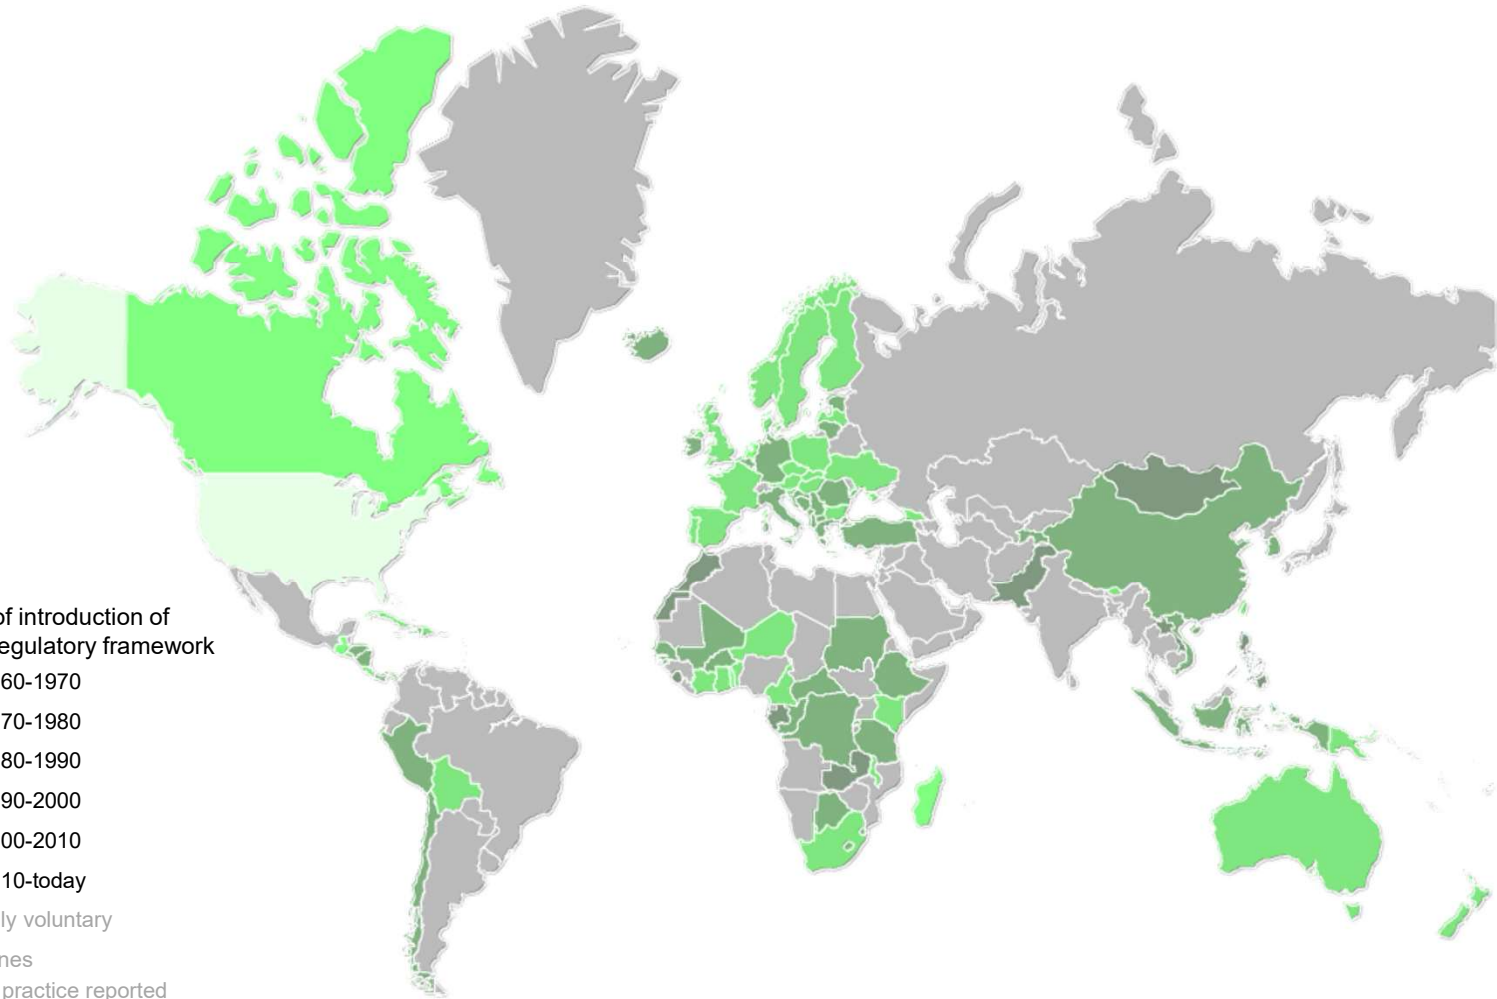 of introduction of
egulatory framework
60-1970
70-1980
80-1990
90-2000
00-2010
10-today
ly voluntary
nes
practice reported